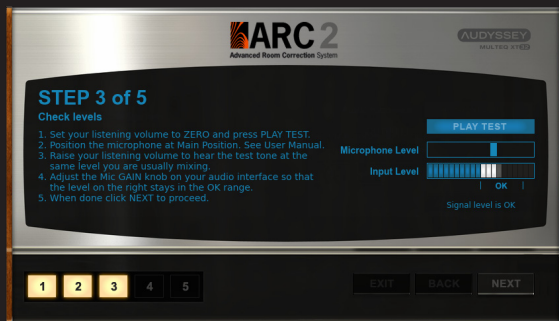 ARC 2
Advanced Room Correction System
AUDYSSEY
MULTEQ XT32
STEP 3 of 5
Check levels
1. Set your listening volume to ZERO and press PLAY TEST.
2. Position the microphone at Main Position. See User Manual.
3. Raise your listening volume to hear the test tone at the
same level you are usually mixing.
4. Adjust the Mic GAIN knob on your audio interface so that
the level on the right stays in the OK range.
5. When done click NEXT to proceed.
PLAY TEST
Microphone Level
Input Level
OK
Signal level is OK
1 2 3 4 5
EXIT BACK NEXT